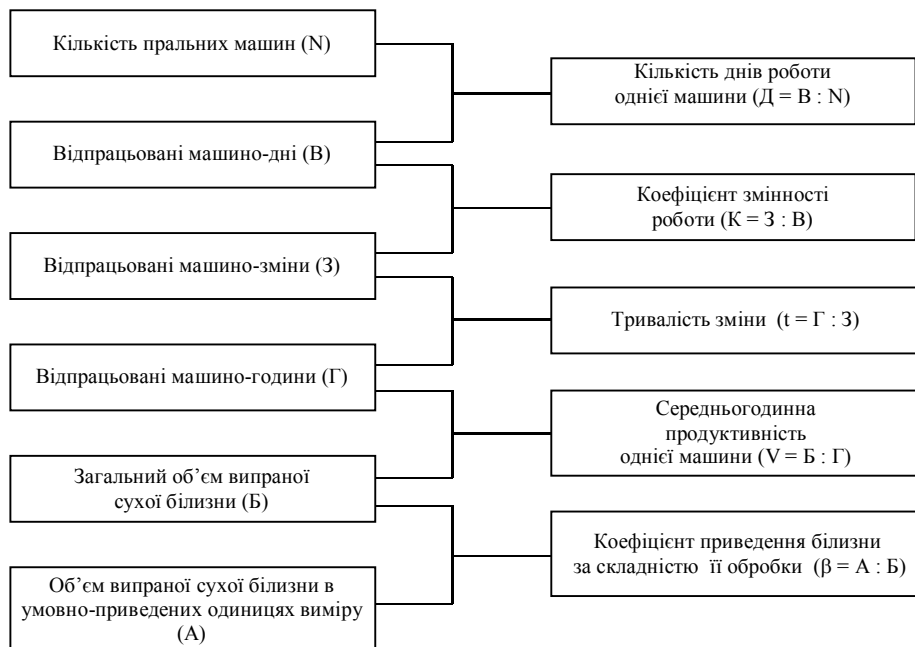 Кількість пральних машин (N)
Кількість днів роботи
однієї машини (Д = В : N)
Відпрацьовані машино-дні (В)
Коефіцієнт змінності
роботи (К = З : В)
Відпрацьовані машино-зміни (З)
Тривалість зміни (t = Г : З)
Відпрацьовані машино-години (Г)
Середньогодинна
продуктивність
однієї машини (V = Б : Г)
Загальний об’єм випраної
сухої білизни (Б)
Коефіцієнт приведення білизни
за складністю її обробки (β = А : Б)
Об’єм випраної сухої білизни в
умовно-приведених одиницях виміру
(А)